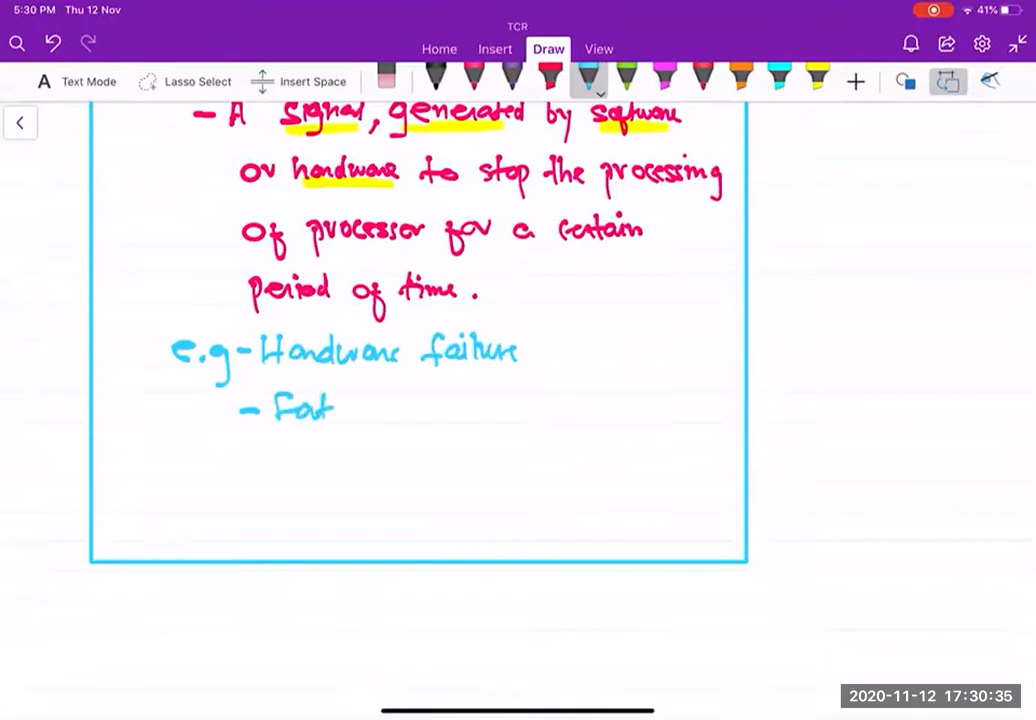 5:30 PM Thu 12 Nov
41%
TCR
Home Insert Draw View
A Text Mode Lasso Select Insert Space
- A signal, generated by software
or hardware to stop the processing
of processor for a certain
period of time.
e.g - Hardware failure
- Fat
2020-11-12 17:30:35